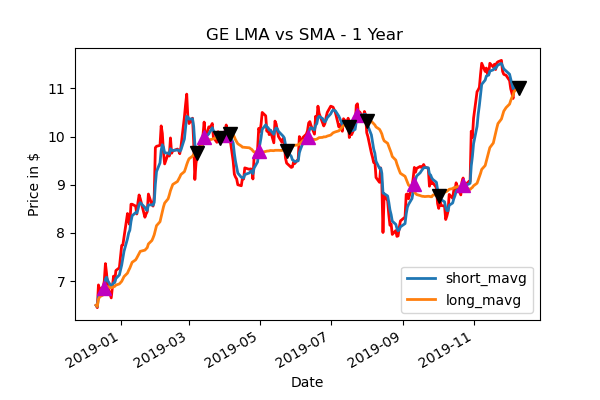 GE LMA vs SMA - 1 Year
Price in $
11
10
9
8
7
short_mavg
long_mavg
2019-01
2019-03
2019-05
2019-07
2019-09
2019-11
Date